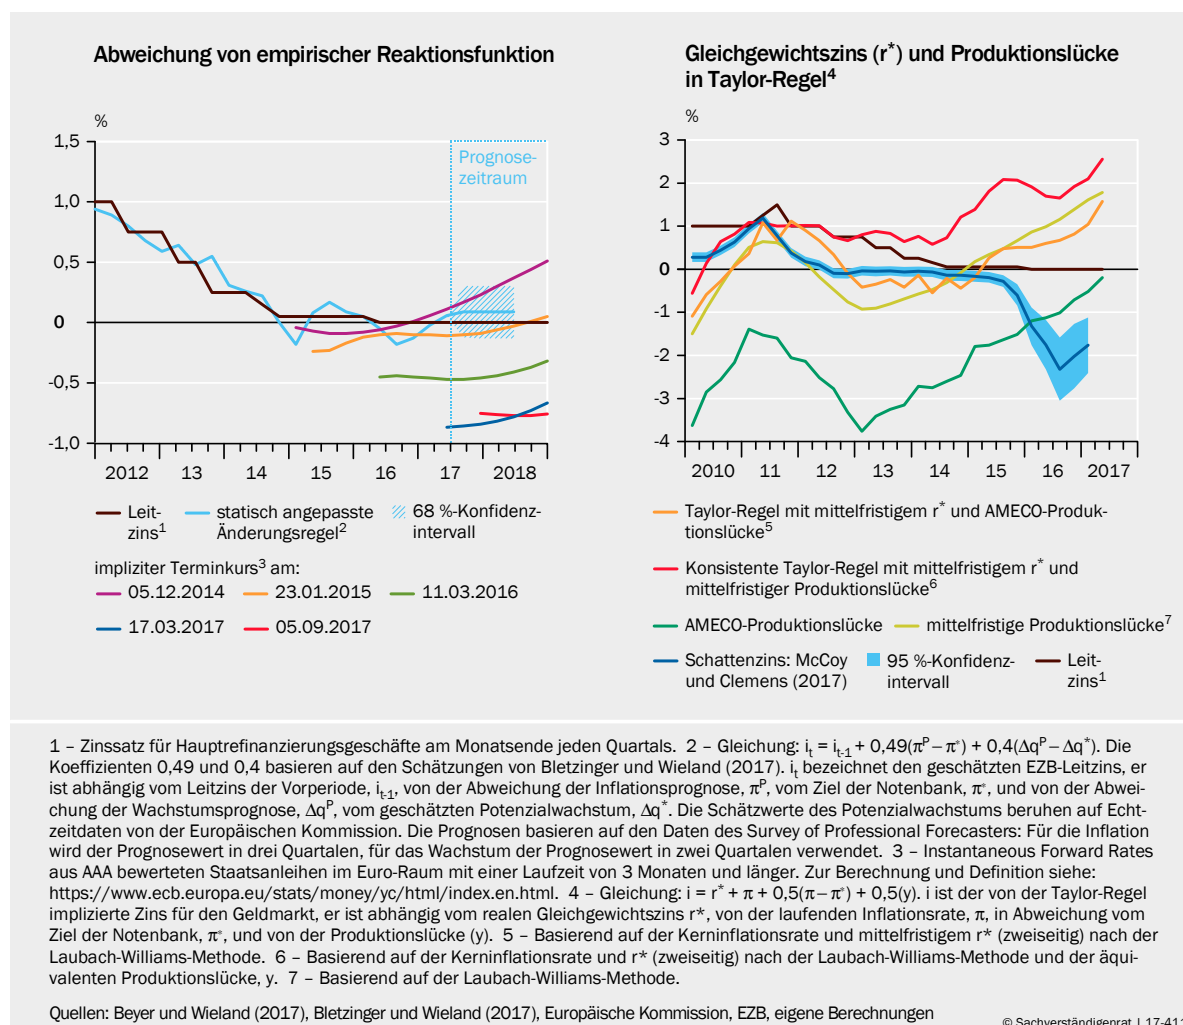 Abweichung von empirischer Reaktionsfunktion
%
1,5
1,0
0,5
0
-0,5
-1,0
Prognose-
zeitraum
2012 13 14 15 16 17 2018
Leit-
zins1
statisch angepasste
Änderungsregel2
68 %-Konfidenz-
intervall
impliziter Terminkurs3 am:
05.12.2014 23.01.2015 11.03.2016
17.03.2017 05.09.2017
Gleichgewichtszins (r*) und Produktionslücke
in Taylor-Regel4
%
3
2
1
0
-1
-2
-3
-4
2010 11 12 13 14 15 16 2017
Taylor-Regel mit mittelfristigem r* und AMECO-Produk-
tionslücke5
Konsistente Taylor-Regel mit mittelfristigem r* und
mittelfristiger Produktionslücke6
AMECO-Produktionslücke mittelfristige Produktionslücke7
Schattenzins: McCoy
und Clemens (2017)
95 %-Konfidenz-
intervall
Leit-
zins1
1 – Zinssatz für Hauptrefinanzierungsgeschäfte am Monatsende jeden Quartals. 2 – Gleichung: it = it-1 + 0,49(πP – π*) + 0,4(ΔqP – Δq*). Die
Koeffizienten 0,49 und 0,4 basieren auf den Schätzungen von Bletzinger und Wieland (2017). it bezeichnet den geschätzten EZB-Leitzins, er
ist abhängig vom Leitzins der Vorperiode, it-1, von der Abweichung der Inflationsprognose, πP, vom Ziel der Notenbank, π*, und von der Abwei-
chung der Wachstumsprognose, ΔqP, vom geschätzten Potenzialwachstum, Δq*. Die Schätzwerte des Potenzialwachstums beruhen auf Echt-
zeitdaten von der Europäischen Kommission. Die Prognosen basieren auf den Daten des Survey of Professional Forecasters: Für die Inflation
wird der Prognosewert in drei Quartalen, für das Wachstum der Prognosewert in zwei Quartalen verwendet. 3 – Instantaneous Forward Rates
aus AAA bewerteten Staatsanleihen im Euro-Raum mit einer Laufzeit von 3 Monaten und länger. Zur Berechnung und Definition siehe:
https://www.ecb.europa.eu/stats/money/yc/html/index.en.html. 4 – Gleichung: i = r* + π + 0,5(π – π*) + 0,5(y). i ist der von der Taylor-Regel
implizierte Zins für den Geldmarkt, er ist abhängig vom realen Gleichgewichtszins r*, von der laufenden Inflationsrate, π, in Abweichung vom
Ziel der Notenbank, π*, und von der Produktionslücke (y). 5 – Basierend auf der Kerninflationsrate und mittelfristigem r* (zweiseitig) nach der
Laubach-Williams-Methode. 6 – Basierend auf der Kerninflationsrate und r* (zweiseitig) nach der Laubach-Williams-Methode und der äqui-
valenten Produktionslücke, y. 7 – Basierend auf der Laubach-Williams-Methode.
Quellen: Beyer und Wieland (2017), Bletzinger und Wieland (2017), Europäische Kommission, EZB, eigene Berechnungen
© Sachverständigenrat | 17-411